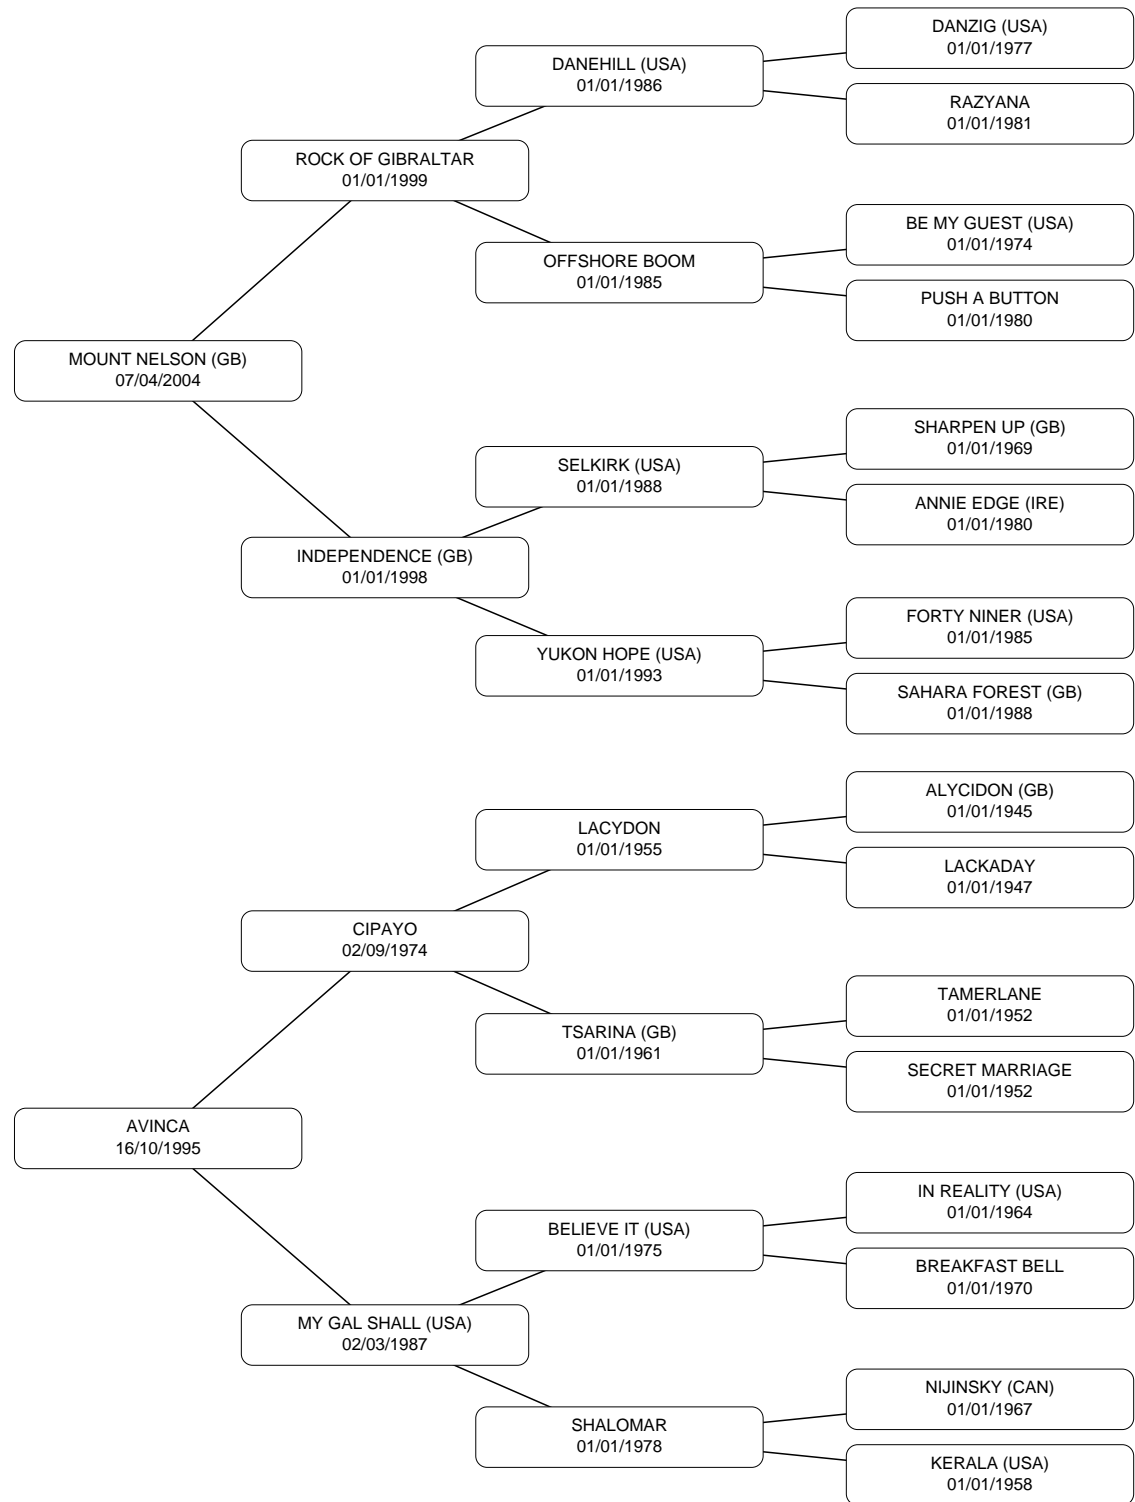 DANZIG (USA)
01/01/1977
DANEHILL (USA)
01/01/1986
RAZYANA
01/01/1981
ROCK OF GIBRALTAR
01/01/1999
BE MY GUEST (USA)
01/01/1974
OFFSHORE BOOM
01/01/1985
PUSH A BUTTON
01/01/1980
MOUNT NELSON (GB)
07/04/2004
SHARPEN UP (GB)
01/01/1969
SELKIRK (USA)
01/01/1988
ANNIE EDGE (IRE)
01/01/1980
INDEPENDENCE (GB)
01/01/1998
FORTY NINER (USA)
01/01/1985
YUKON HOPE (USA)
01/01/1993
SAHARA FOREST (GB)
01/01/1988
ALYCIDON (GB)
01/01/1945
LACYDON
01/01/1955
LACKADAY
01/01/1947
CIPAYO
02/09/1974
TAMERLANE
01/01/1952
TSARINA (GB)
01/01/1961
SECRET MARRIAGE
01/01/1952
AVINCA
16/10/1995
IN REALITY (USA)
01/01/1964
BELIEVE IT (USA)
01/01/1975
BREAKFAST BELL
01/01/1970
MY GAL SHALL (USA)
02/03/1987
NIJINSKY (CAN)
01/01/1967
SHALOMAR
01/01/1978
KERALA (USA)
01/01/1958